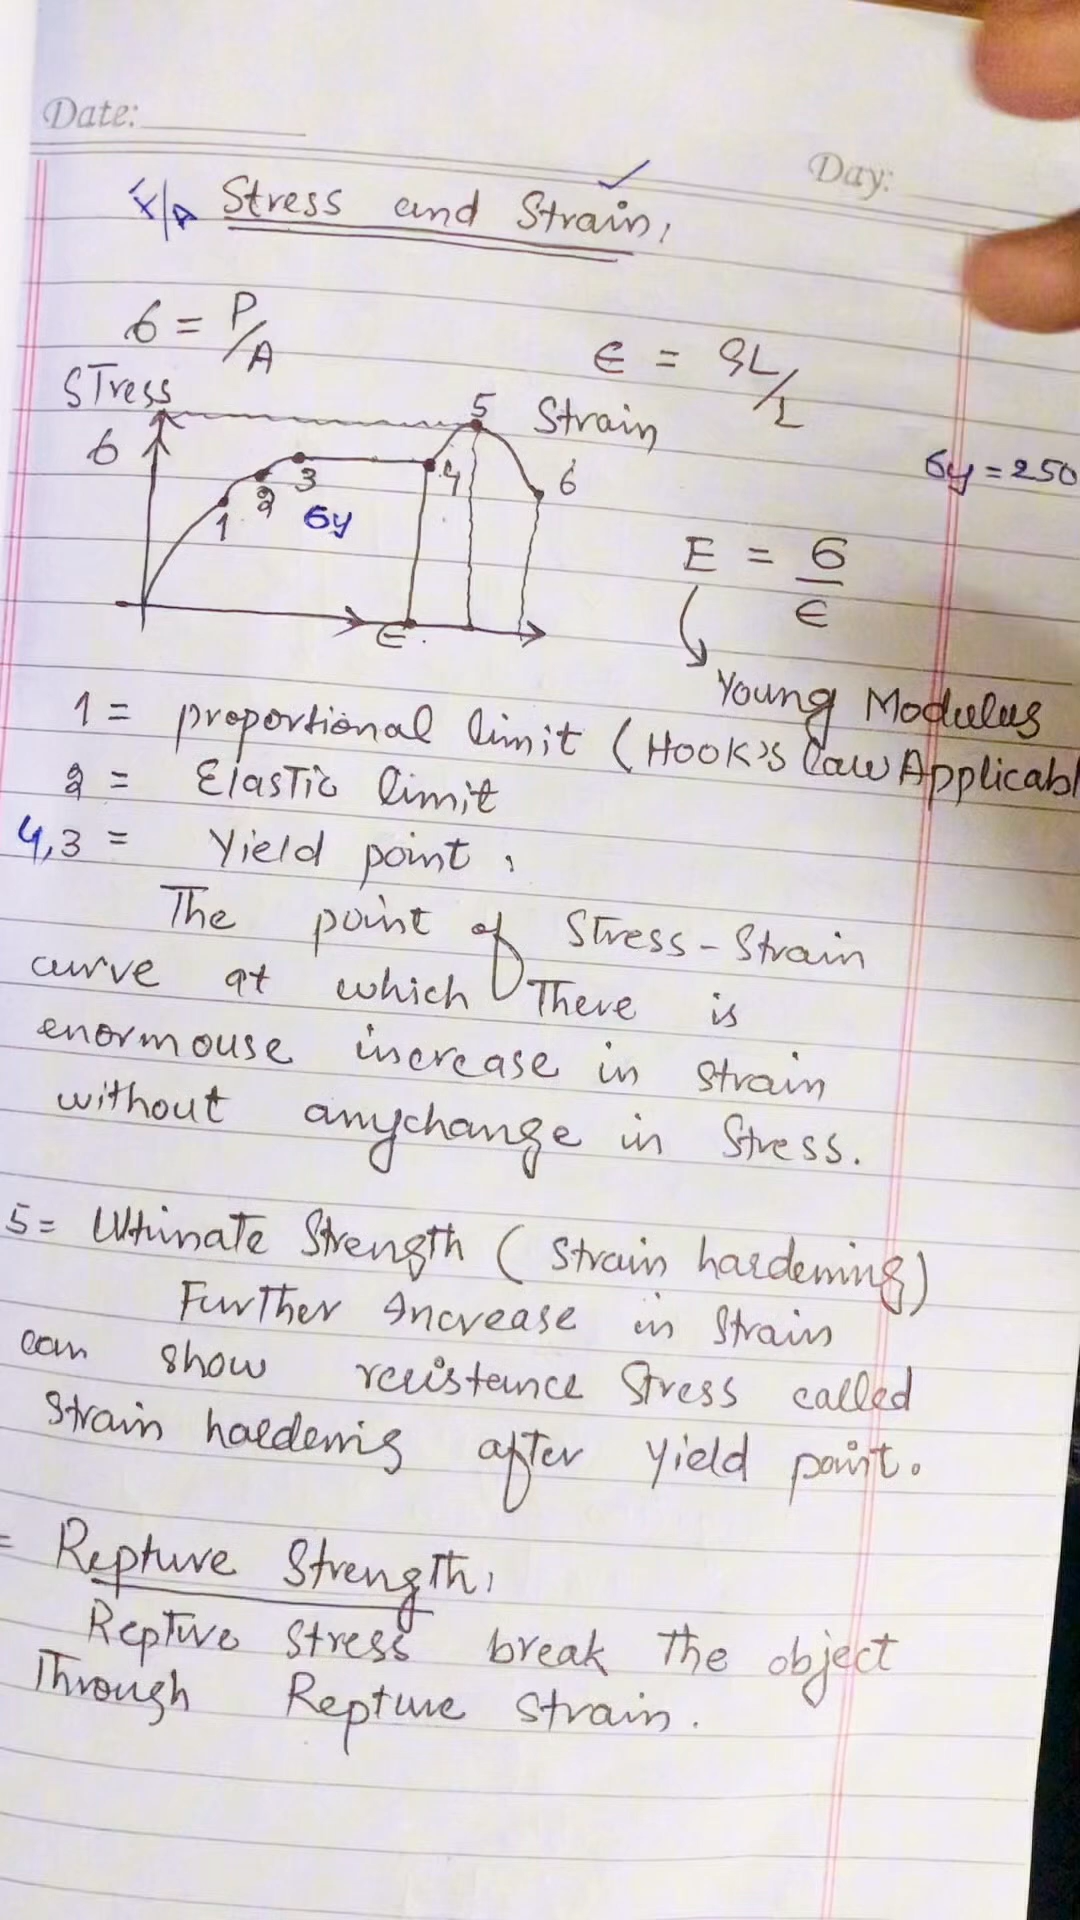 Date:
Day:
F/A Stress and Strain,
6 = P/A
ε = δL/L
STress
6
5
Strain
4
6
3
2
1
6y
6y = 250
E = 6/ε
ε
Young Modulus
1 = proportional limit (Hook's law Applicabl
2 = Elastic limit
4,3 = Yield point,
The point of Stress-Strain
curve at which There is
enormouse increase in strain
without anychange in Stress.
5= Ultimate Strength (Strain hardening)
Further Increase in Strain
can show resistance Stress called
Strain haldening after yield point.
= Repture Strength,
Repture Stress break The object
Through Repture Strain.